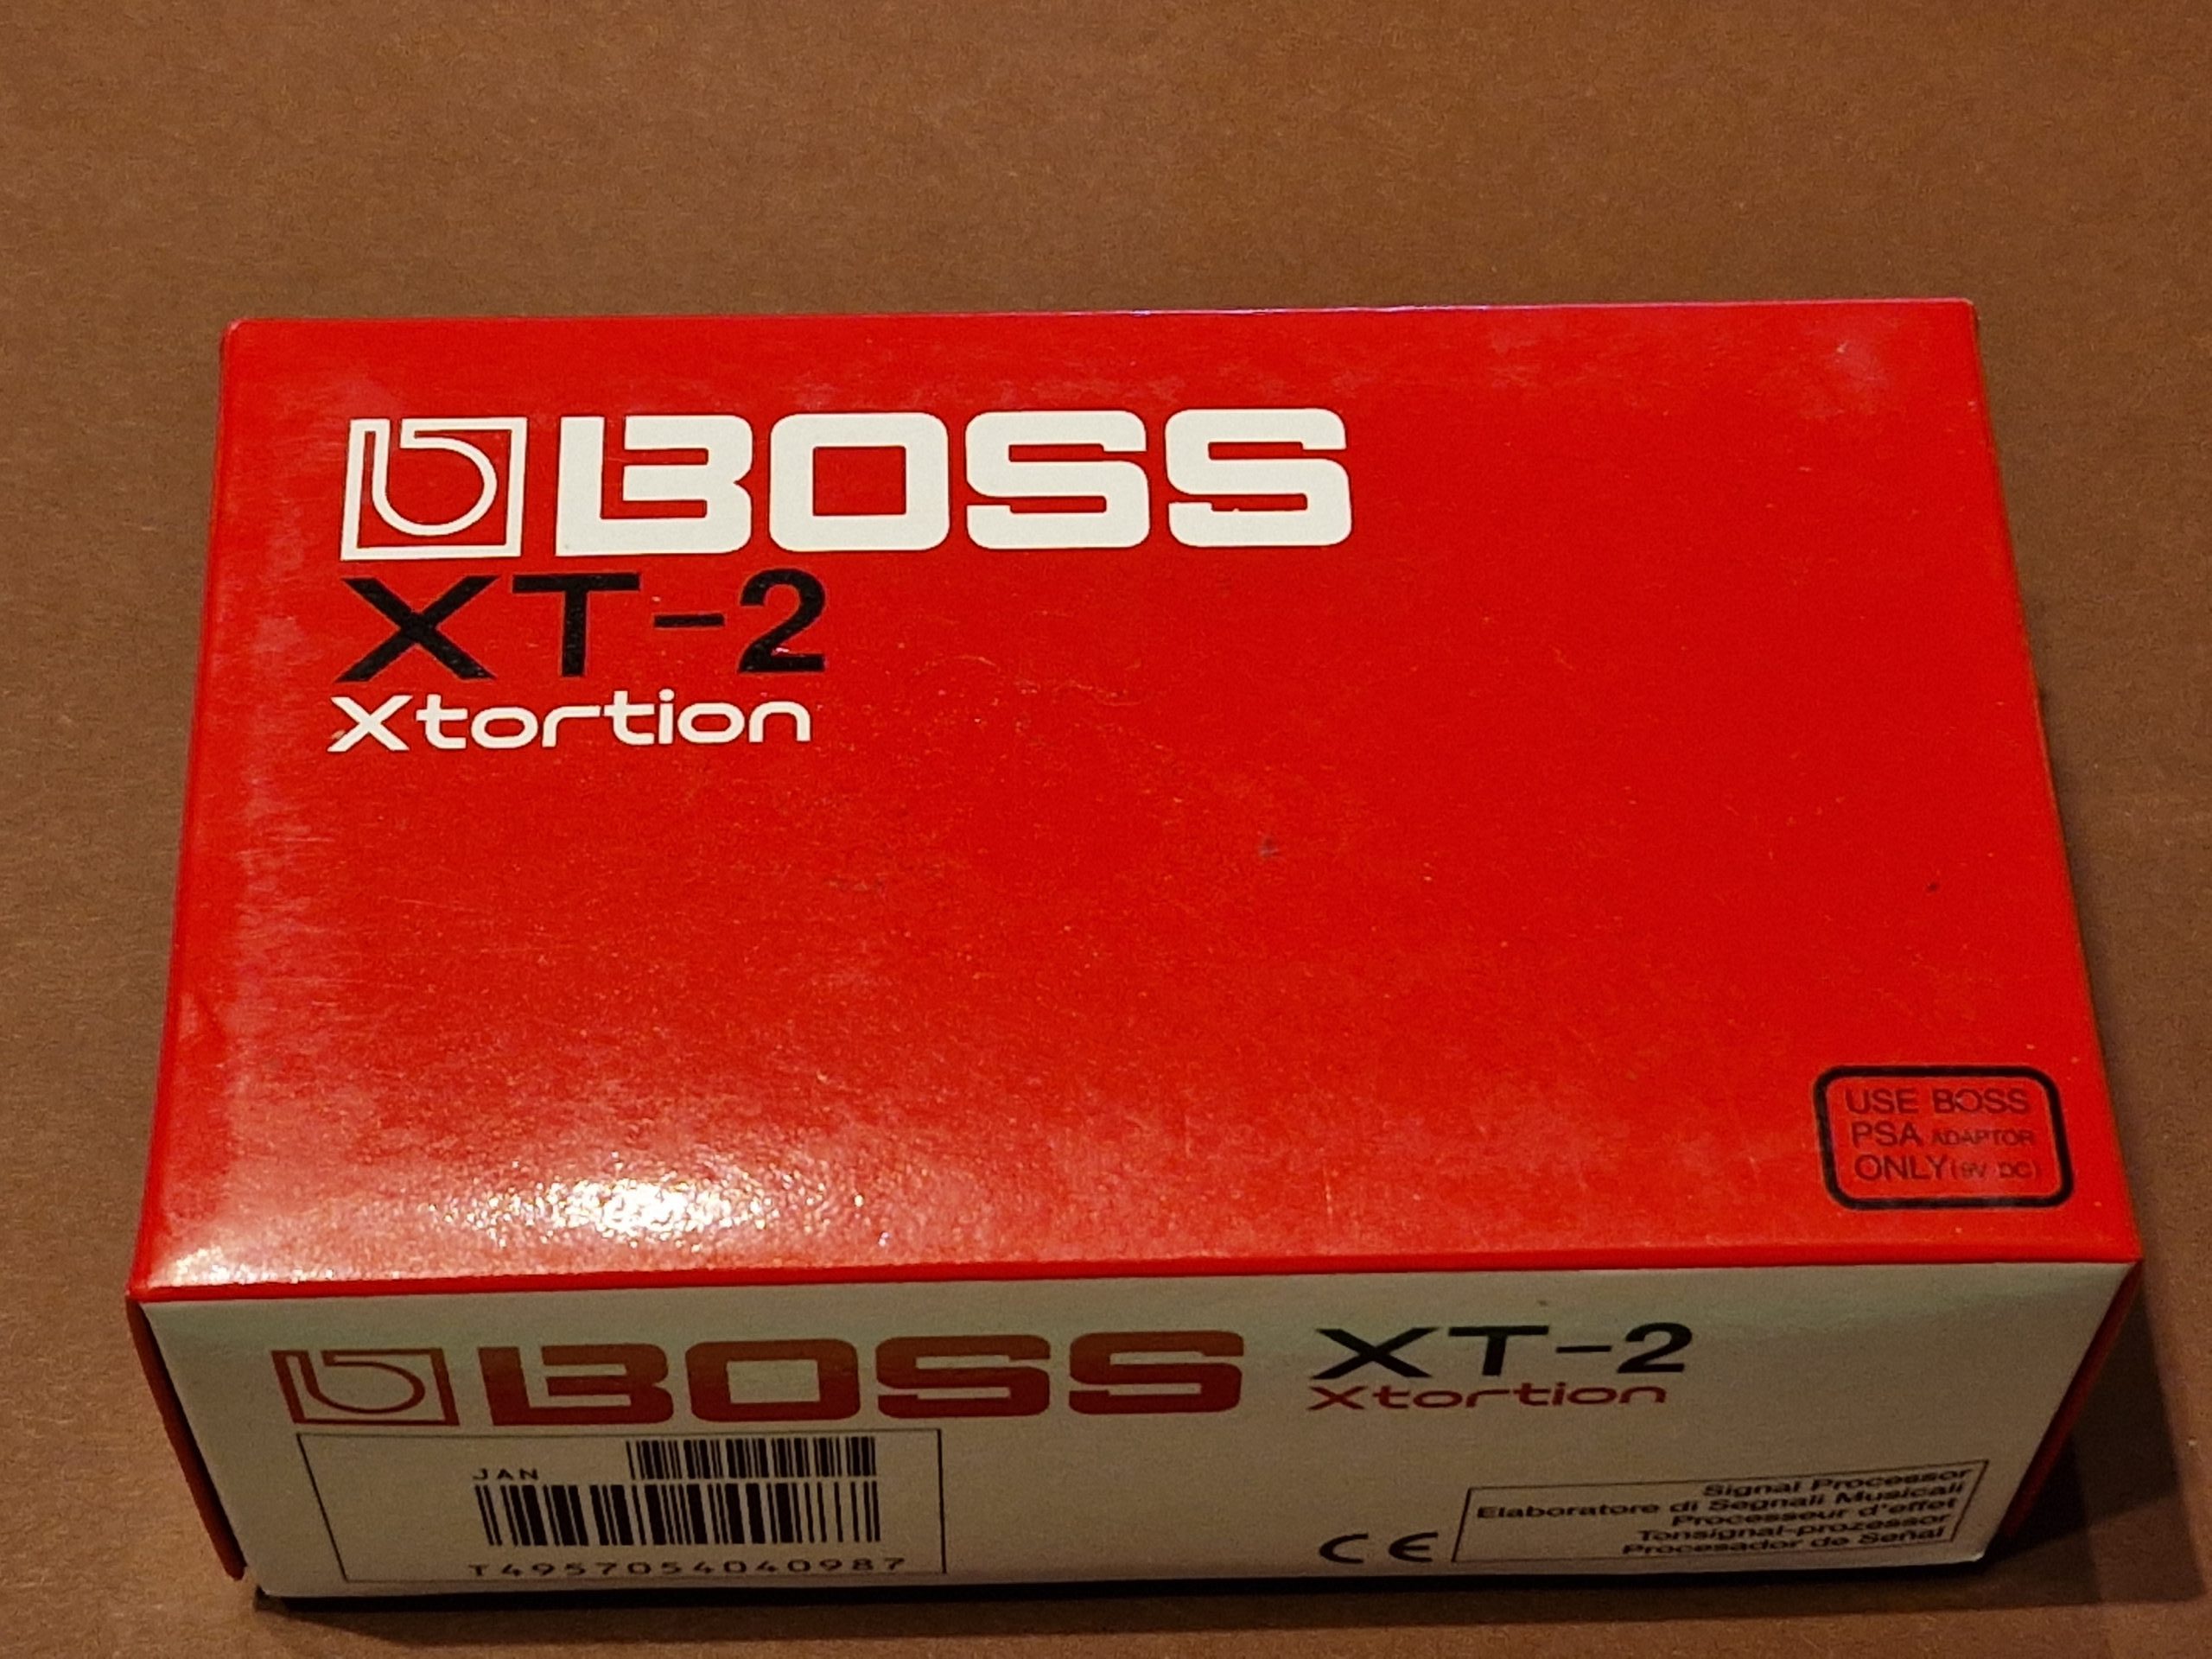 BOSS
XT-2
Xtortion
USE BOSS
PSA ADAPTOR
ONLY(9V DC)
BOSS XT-2
Xtortion
JAN
T4957054040987
CE
Signal Processor
Elaboratore di Segnali Musicali
Processeur d'effet
Tonsignal-prozessor
Procesador de Señal